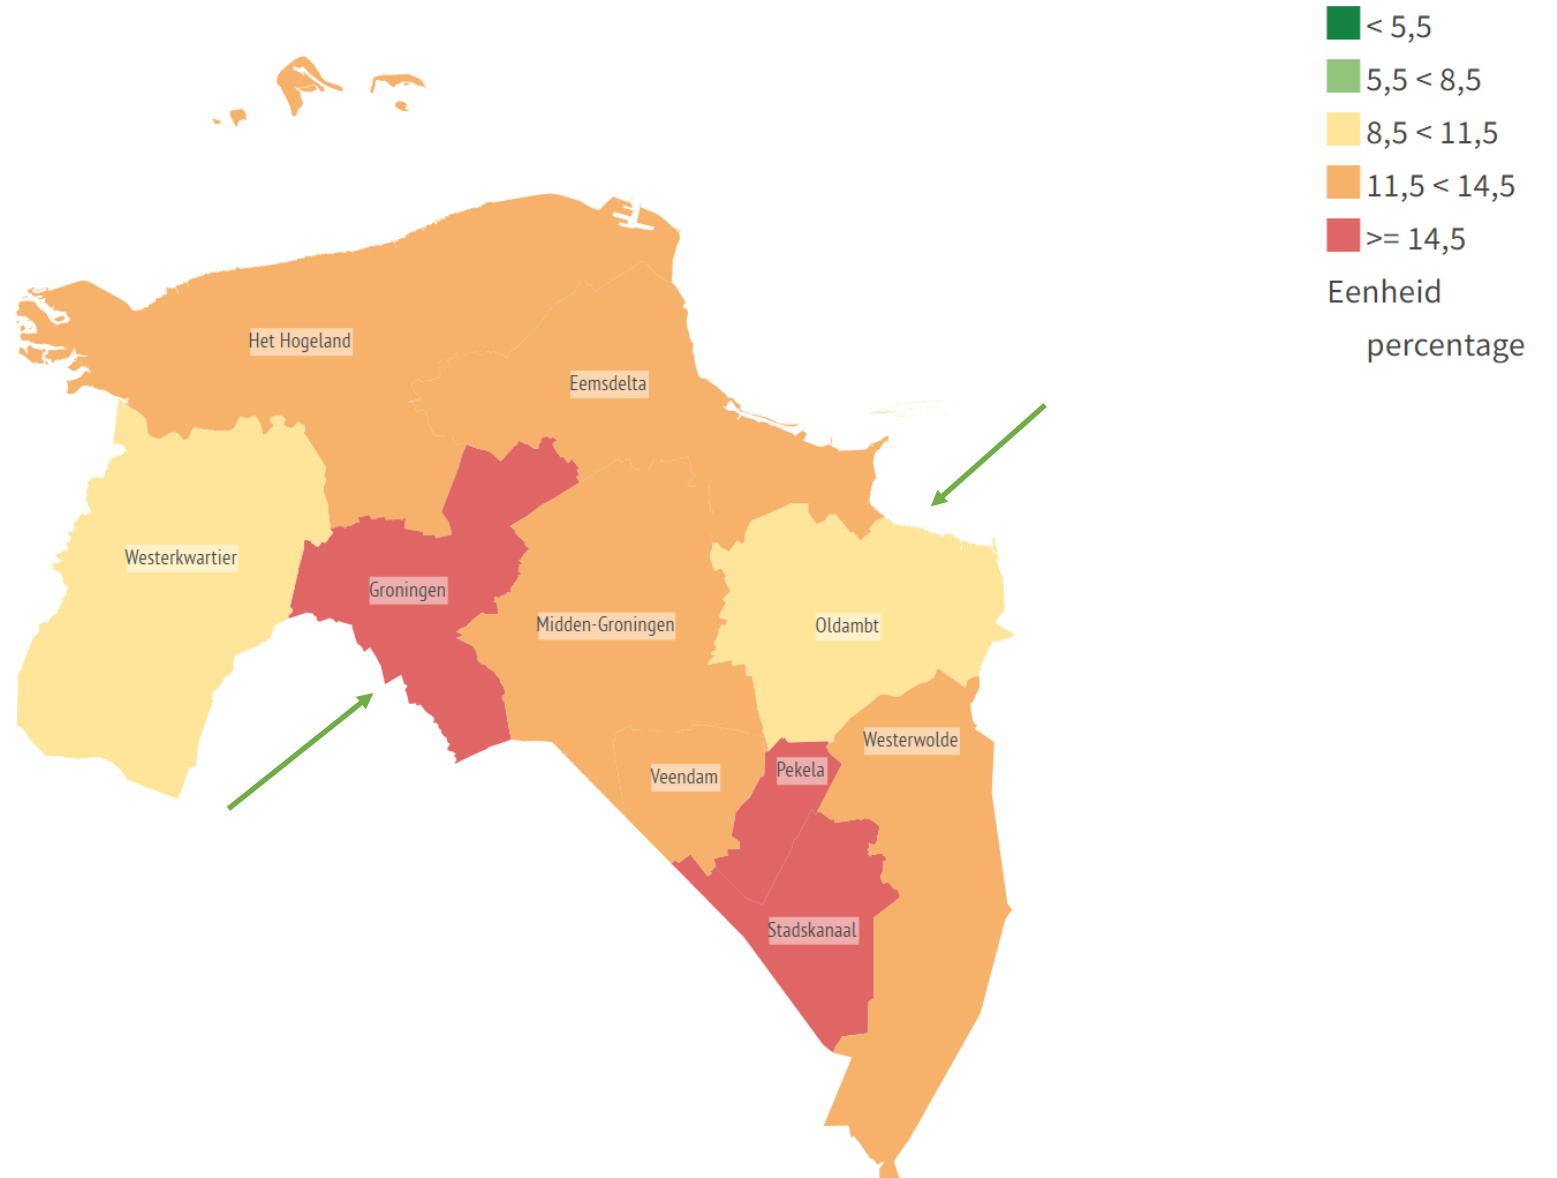 < 5,5
5,5 < 8,5
8,5 < 11,5
11,5 < 14,5
>= 14,5
Eenheid
percentage
Het Hogeland
Eemsdelta
Westerkwartier
Groningen
Midden-Groningen
Oldambt
Westerwolde
Pekela
Veendam
Stadskanaal